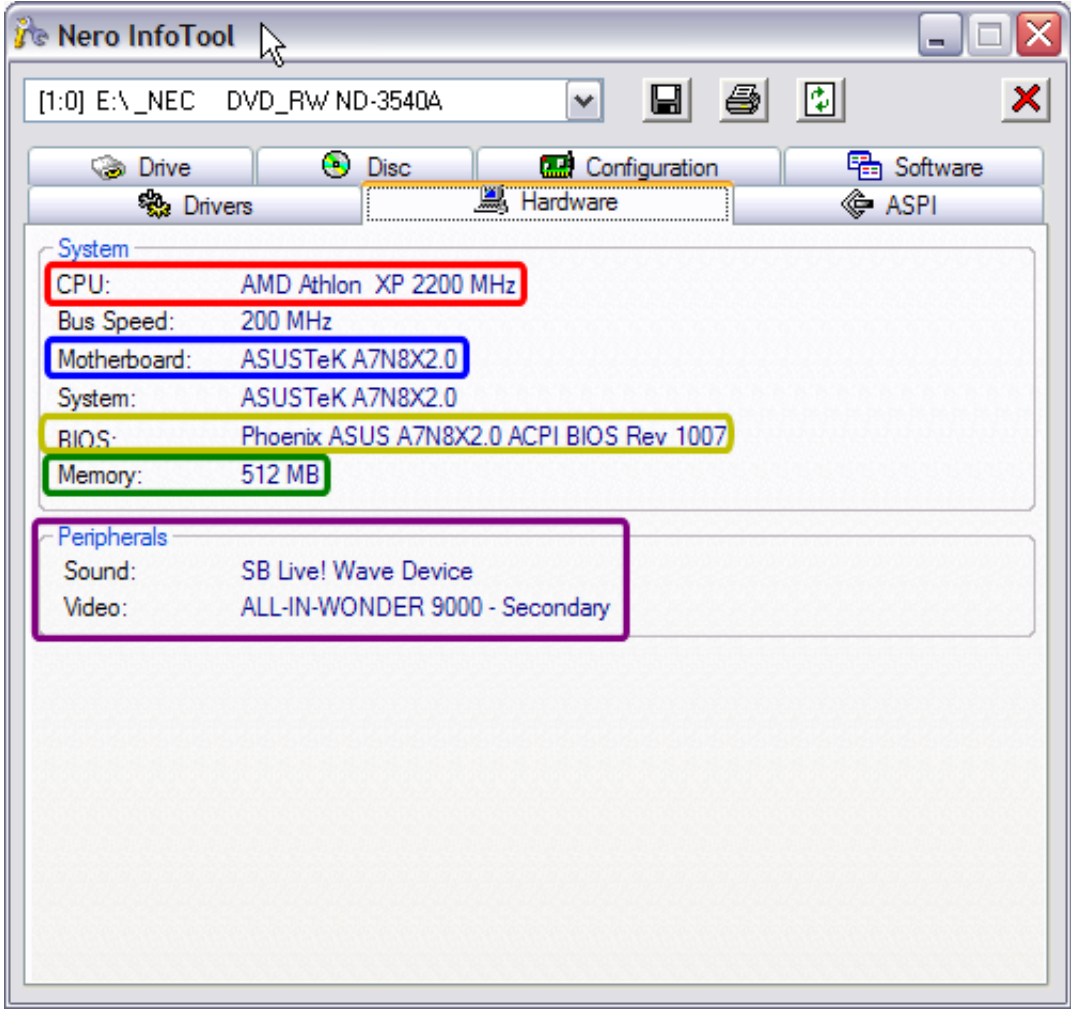 Nero InfoTool
[1:0] E:\ _NEC DVD_RW ND-3540A
Drive Disc Configuration Software
Drivers Hardware ASPI
System
CPU: AMD Athlon XP 2200 MHz
Bus Speed: 200 MHz
Motherboard: ASUSTeK A7N8X2.0
System: ASUSTeK A7N8X2.0
BIOS: Phoenix ASUS A7N8X2.0 ACPI BIOS Rev 1007
Memory: 512 MB
Peripherals
Sound: SB Live! Wave Device
Video: ALL-IN-WONDER 9000 - Secondary